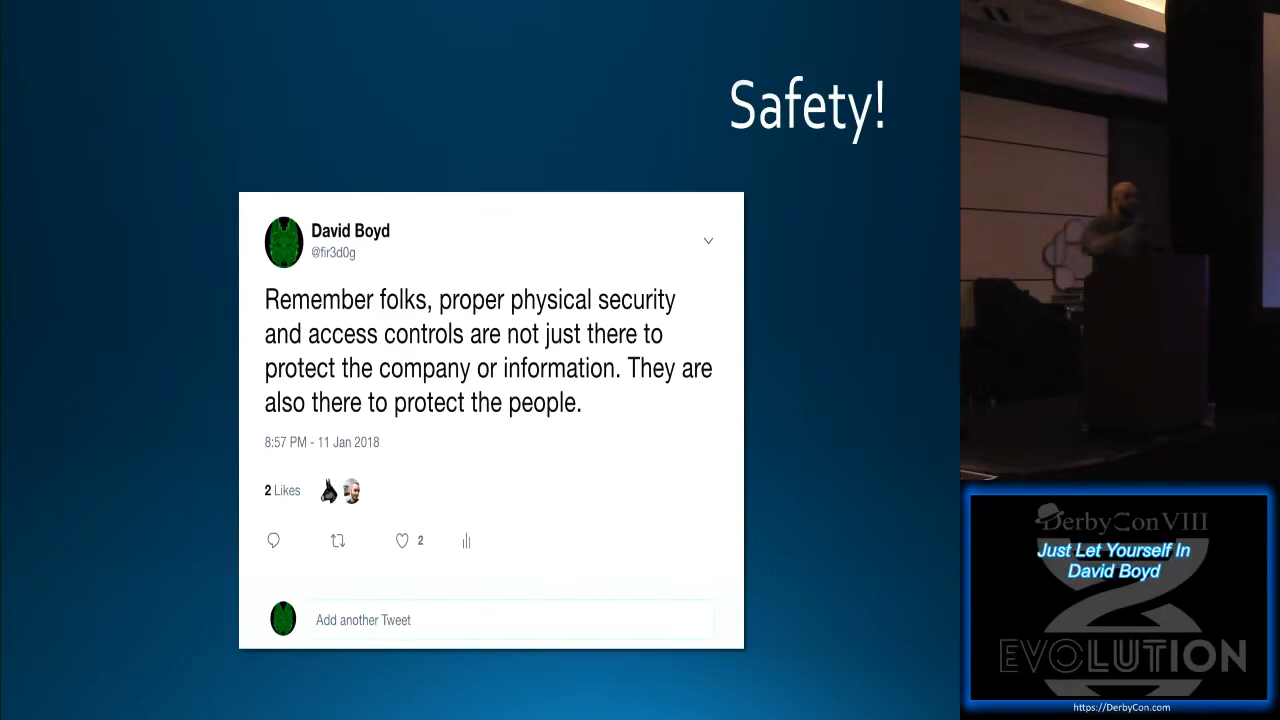 Safety!
David Boyd
@fir3d0g
Remember folks, proper physical security
and access controls are not just there to
protect the company or information. They are
also there to protect the people.
8:57 PM - 11 Jan 2018
2 Likes
2
Add another Tweet
DerbyCon VIII
Just Let Yourself In
David Boyd
EVOLUTION
https://DerbyCon.com